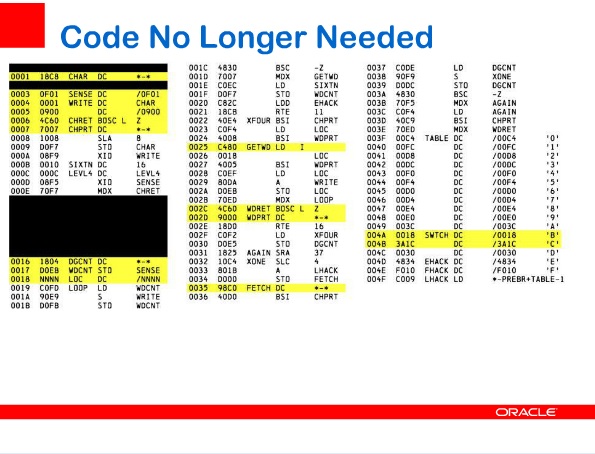 Code No Longer Needed
0001 18C8 CHAR DC *-*
0003 0F01 SENSE DC /0F01
0004 0001 WRITE DC CHAR
0005 0900 DC /0900
0006 4C60 CHRET BOSC L Z
0007 7007 CHPRT DC *-*
0008 1008 SLA 8
0009 D0F7 STO CHAR
000A 08F9 XIO WRITE
000B 0010 SIXTN DC 16
000C 000C LEVL4 DC LEVL4
000D 08F5 XIO SENSE
000E 70F7 MDX CHRET
0016 1804 DGCNT DC *-*
0017 D0EB WDCNT STO SENSE
0018 NNNN LOC DC NNNN
0019 C0FD LOOP LD WDCNT
001A 90E9 S WRITE
001B D0FB STO WDCNT
001C 4830 BSC -Z
001D 7007 MDX GETWD
001E C0EC LD SIXTN
001F D0F7 STO WDCNT
0020 C82C LDD EHACK
0021 18CB RTE 11
0022 40E4 XFOUR BSI CHPRT
0023 C0F4 LD LOC
0024 4008 BSI WDPRT
0025 C480 GETWD LD I
0026 0018 LOC
0027 4005 BSI WDPRT
0028 C0EF LD LOC
0029 80DA A WRITE
002A D0EB STO LOC
002B 70ED MDX LOOP
002C 4C60 WDRET BOSC L Z
002D 9000 WDPRT DC *-*
002E 18D0 RTE 16
002F C0F2 LD XFOUR
0030 D0E5 STO DGCNT
0031 1825 AGAIN SRA 37
0032 10C4 XONE SLC 4
0033 801B A LHACK
0034 D000 STO FETCH
0035 98C0 FETCH DC *-*
0036 40D0 BSI CHPRT
0037 CODE LD DGCNT
0038 90F9 S XONE
0039 D0DC STO DGCNT
003A 4830 BSC -Z
003B 70F5 MDX AGAIN
003C C0F4 LD AGAIN
003D 40C9 BSI CHPRT
003E 70ED MDX WDRET
003F 00C4 TABLE DC /00C4 '0'
0040 00FC DC /00FC '1'
0041 00D8 DC /00D8 '2'
0042 00DC DC /00DC '3'
0043 00F0 DC /00F0 '4'
0044 00F4 DC /00F4 '5'
0045 00D0 DC /00D0 '6'
0046 00D4 DC /00D4 '7'
0047 00E4 DC /00E4 '8'
0048 00E0 DC /00E0 '9'
0049 003C DC /003C 'A'
004A 0018 SWTCH DC /0018 'B'
004B 3A1C DC /3A1C 'C'
004C 0030 DC /0030 'D'
004D 4834 EHACK DC /4834 'E'
004E F010 FHACK DC /F010 'F'
004F C009 LHACK LD *-PREBR+TABLE-1
ORACLE